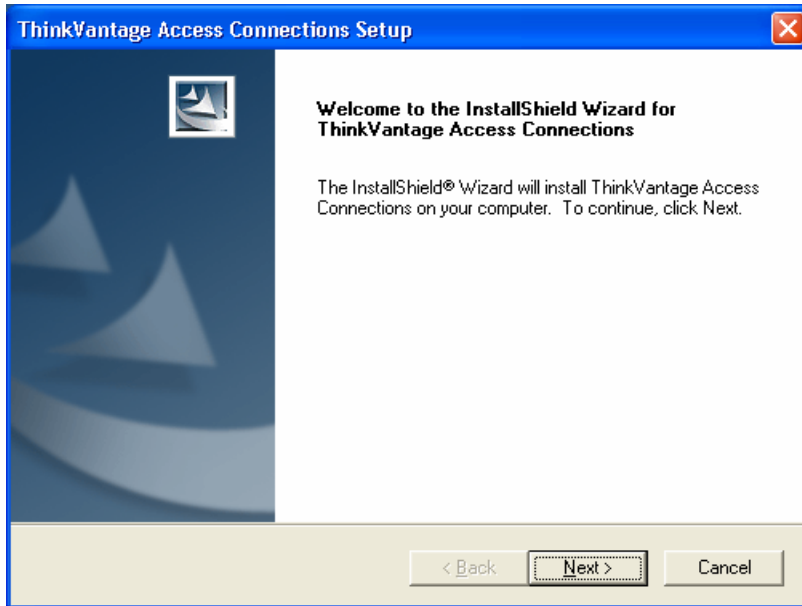 ThinkVantage Access Connections Setup
Welcome to the InstallShield Wizard for
ThinkVantage Access Connections
The InstallShield® Wizard will install ThinkVantage Access
Connections on your computer. To continue, click Next.
< Back Next > Cancel